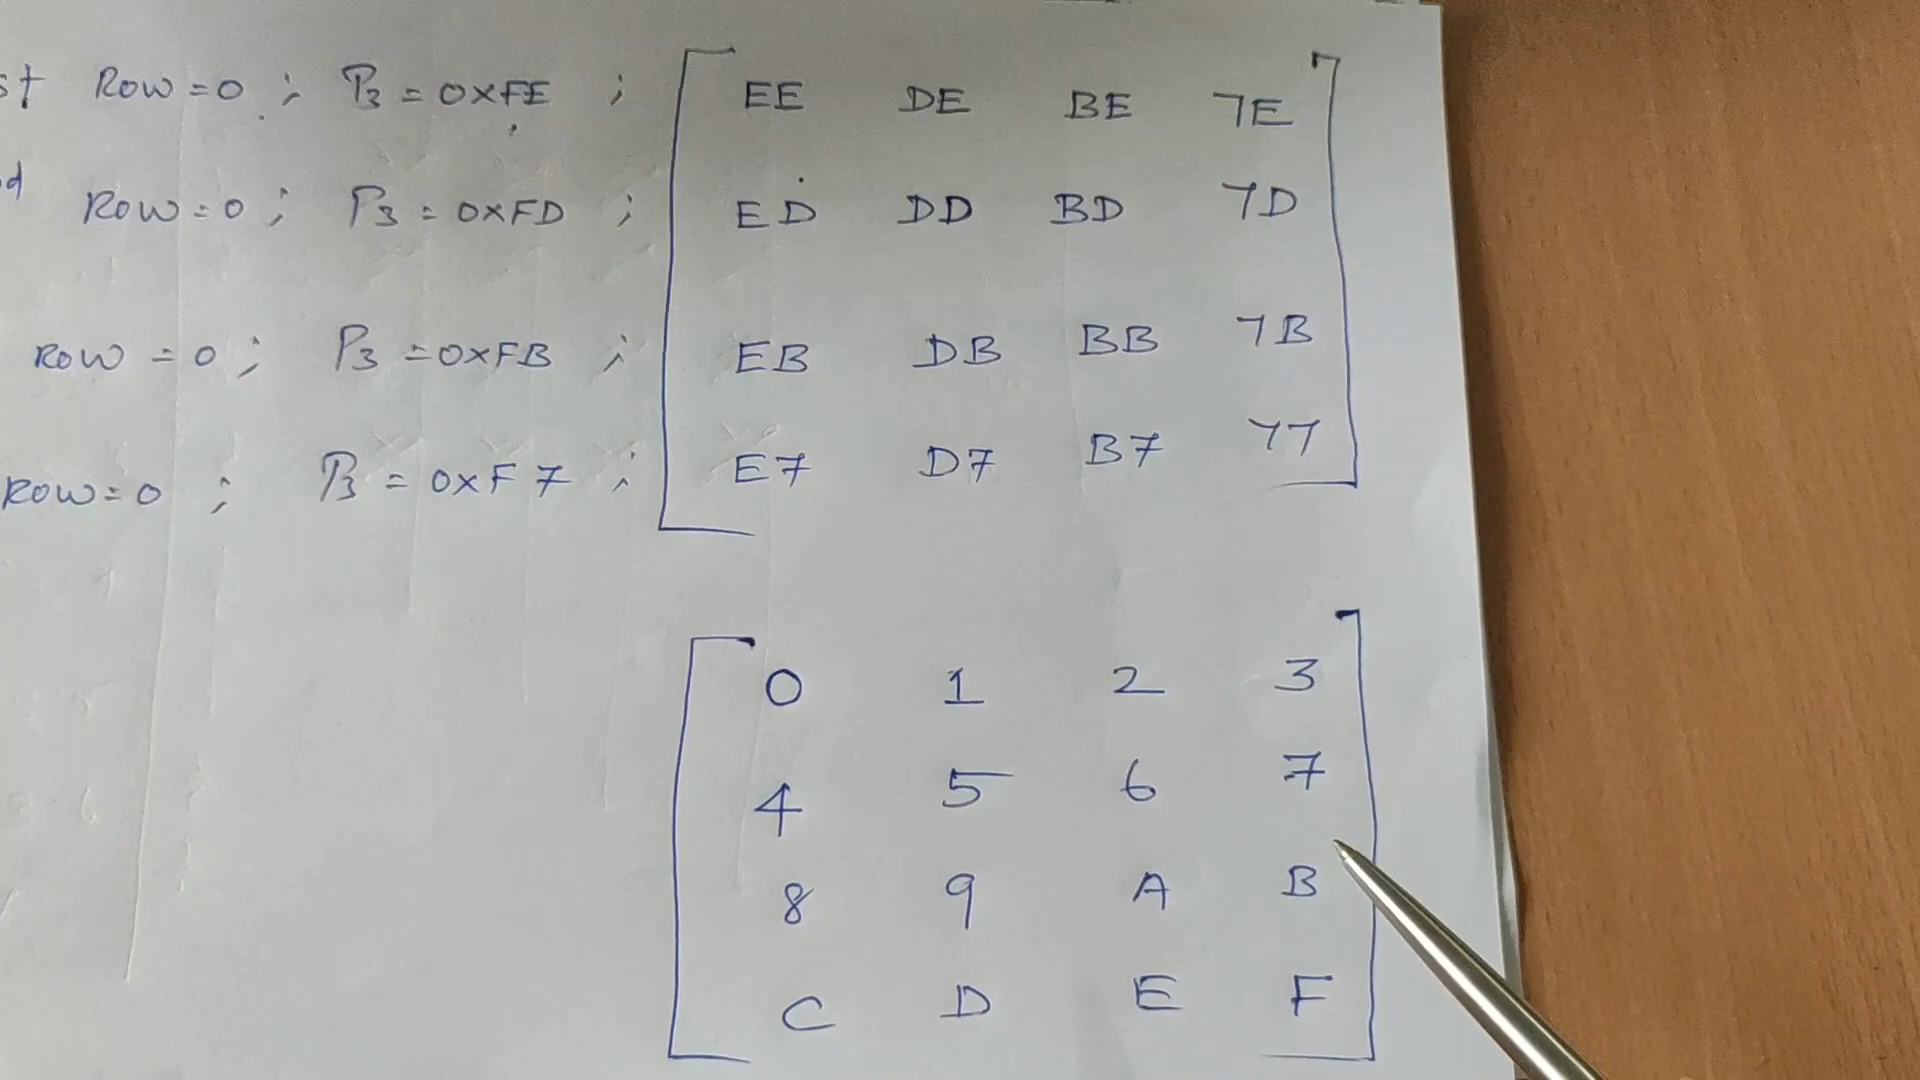 st Row=0 ; P3 = 0xFE ; EE DE BE 7E
nd Row=0 ; P3 = 0xFD ; ED DD BD 7D
Row = 0 ; P3 = 0xFB ; EB DB BB 7B
Row=0 ; P3 = 0xF7 ; E7 D7 B7 77
0 1 2 3
4 5 6 7
8 9 A B
C D E F